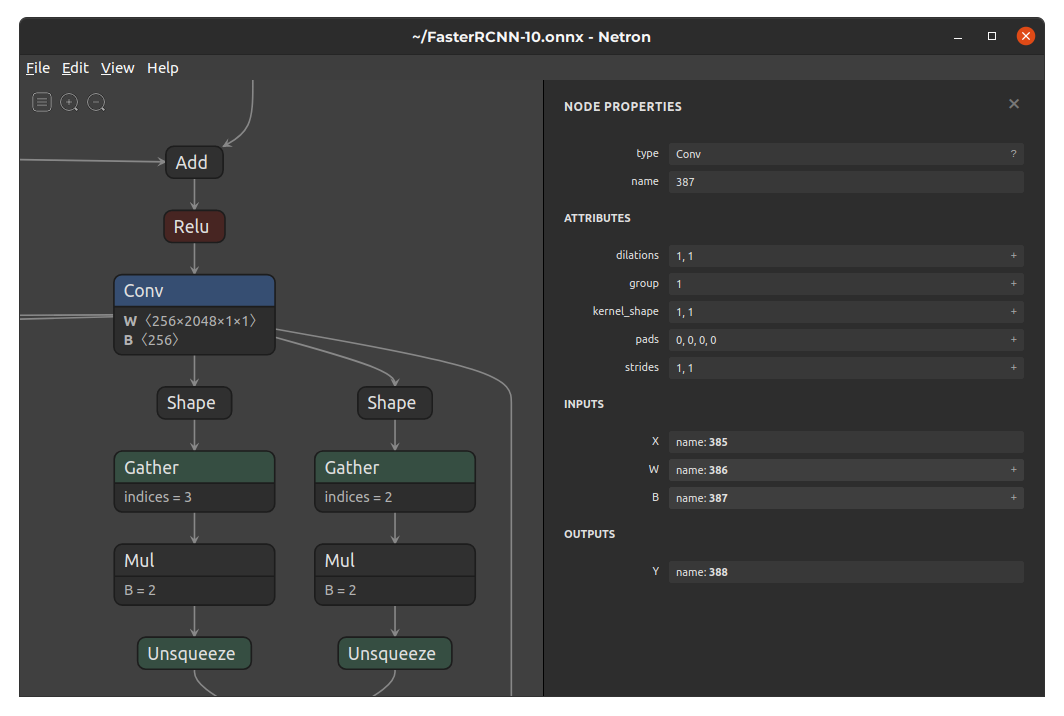 ~/FasterRCNN-10.onnx - Netron
File Edit View Help
Add
Relu
Conv
W 〈256×2048×1×1〉
B 〈256〉
Shape
Shape
Gather
indices = 3
Gather
indices = 2
Mul
B = 2
Mul
B = 2
Unsqueeze
Unsqueeze
NODE PROPERTIES
type Conv ?
name 387
ATTRIBUTES
dilations 1, 1 +
group 1 +
kernel_shape 1, 1 +
pads 0, 0, 0, 0 +
strides 1, 1 +
INPUTS
X name: 385
W name: 386 +
B name: 387 +
OUTPUTS
Y name: 388